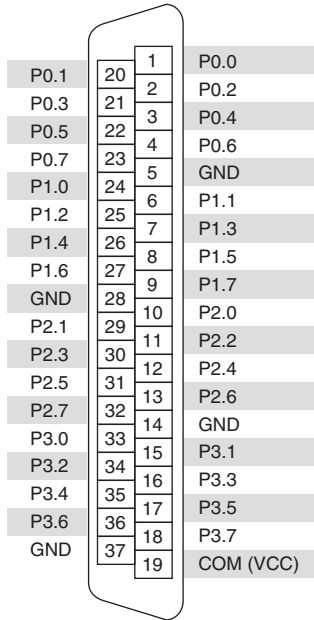 1 P0.0
P0.1 20
2 P0.2
P0.3 21
3 P0.4
P0.5 22
4 P0.6
P0.7 23
5 GND
P1.0 24
6 P1.1
P1.2 25
7 P1.3
P1.4 26
8 P1.5
P1.6 27
9 P1.7
GND 28
10 P2.0
P2.1 29
11 P2.2
P2.3 30
12 P2.4
P2.5 31
13 P2.6
P2.7 32
14 GND
P3.0 33
15 P3.1
P3.2 34
16 P3.3
P3.4 35
17 P3.5
P3.6 36
18 P3.7
GND 37
19 COM (VCC)